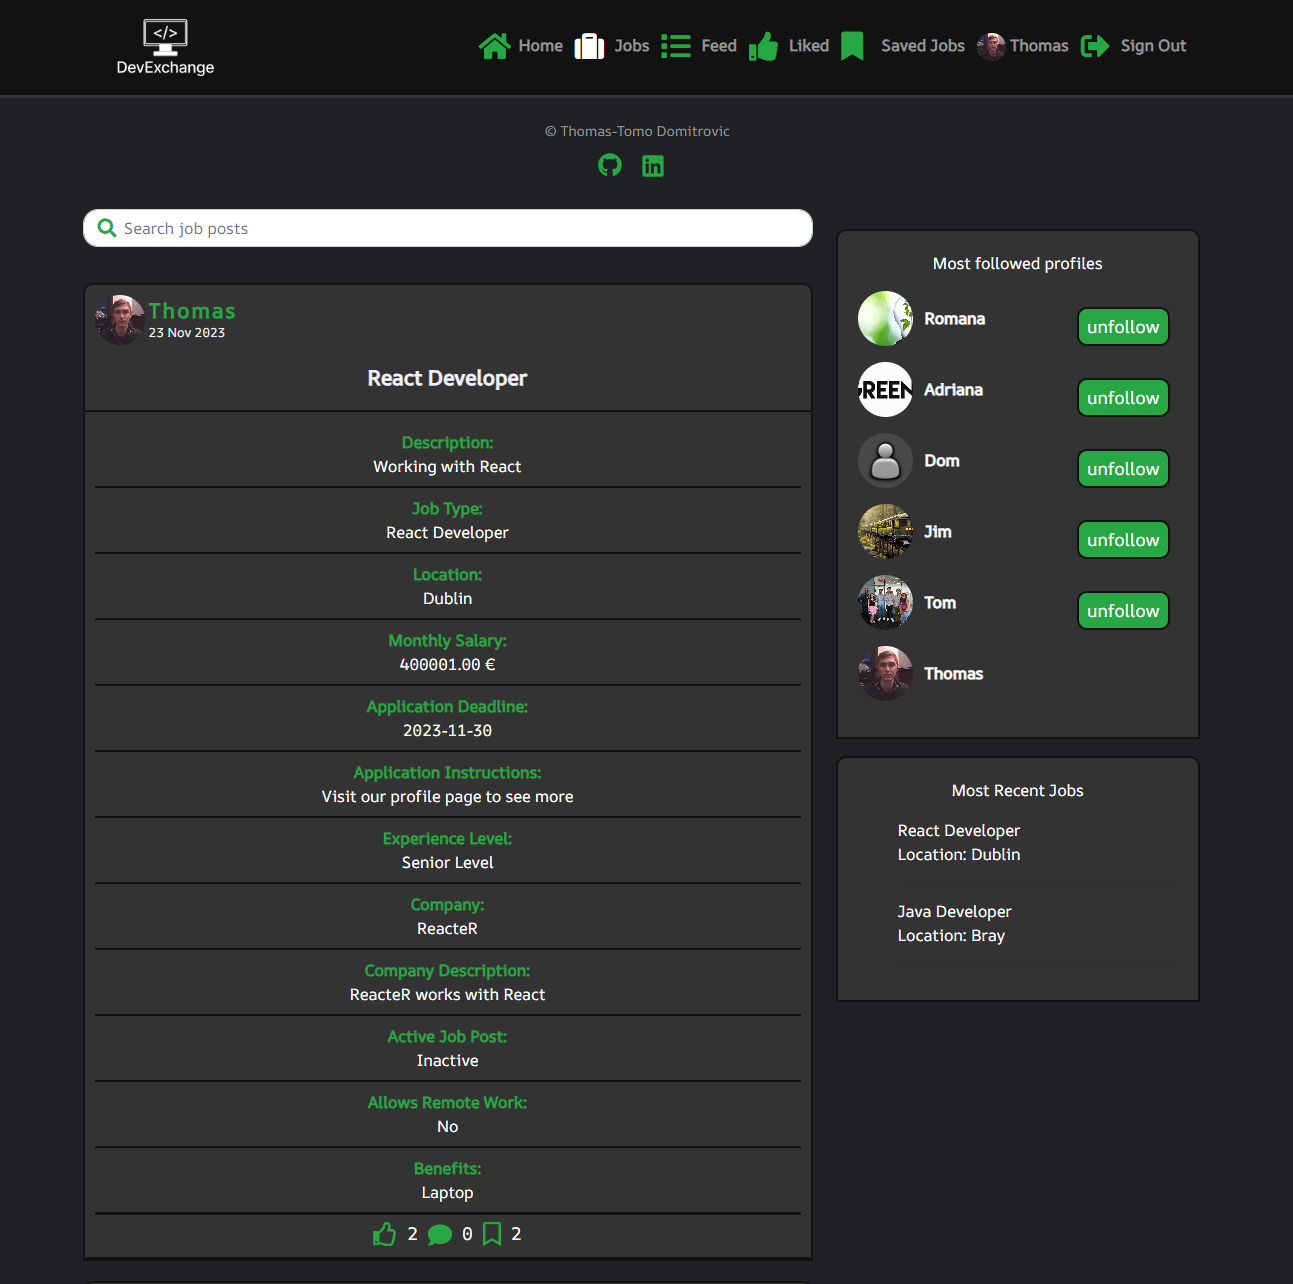 </>
DevExchange
Home
Jobs
Feed
Liked
Saved Jobs
Thomas
Sign Out
© Thomas-Tomo Domitrovic
in
Search job posts
Thomas
23 Nov 2023
React Developer
Description:
Working with React
Job Type:
React Developer
Location:
Dublin
Monthly Salary:
400001.00 €
Application Deadline:
2023-11-30
Application Instructions:
Visit our profile page to see more
Experience Level:
Senior Level
Company:
ReacteR
Company Description:
ReacteR works with React
Active Job Post:
Inactive
Allows Remote Work:
No
Benefits:
Laptop
2 0 2
Most followed profiles
Romana unfollow
GREEN Adriana unfollow
Dom unfollow
Jim unfollow
Tom unfollow
Thomas
Most Recent Jobs
React Developer
Location: Dublin
Java Developer
Location: Bray